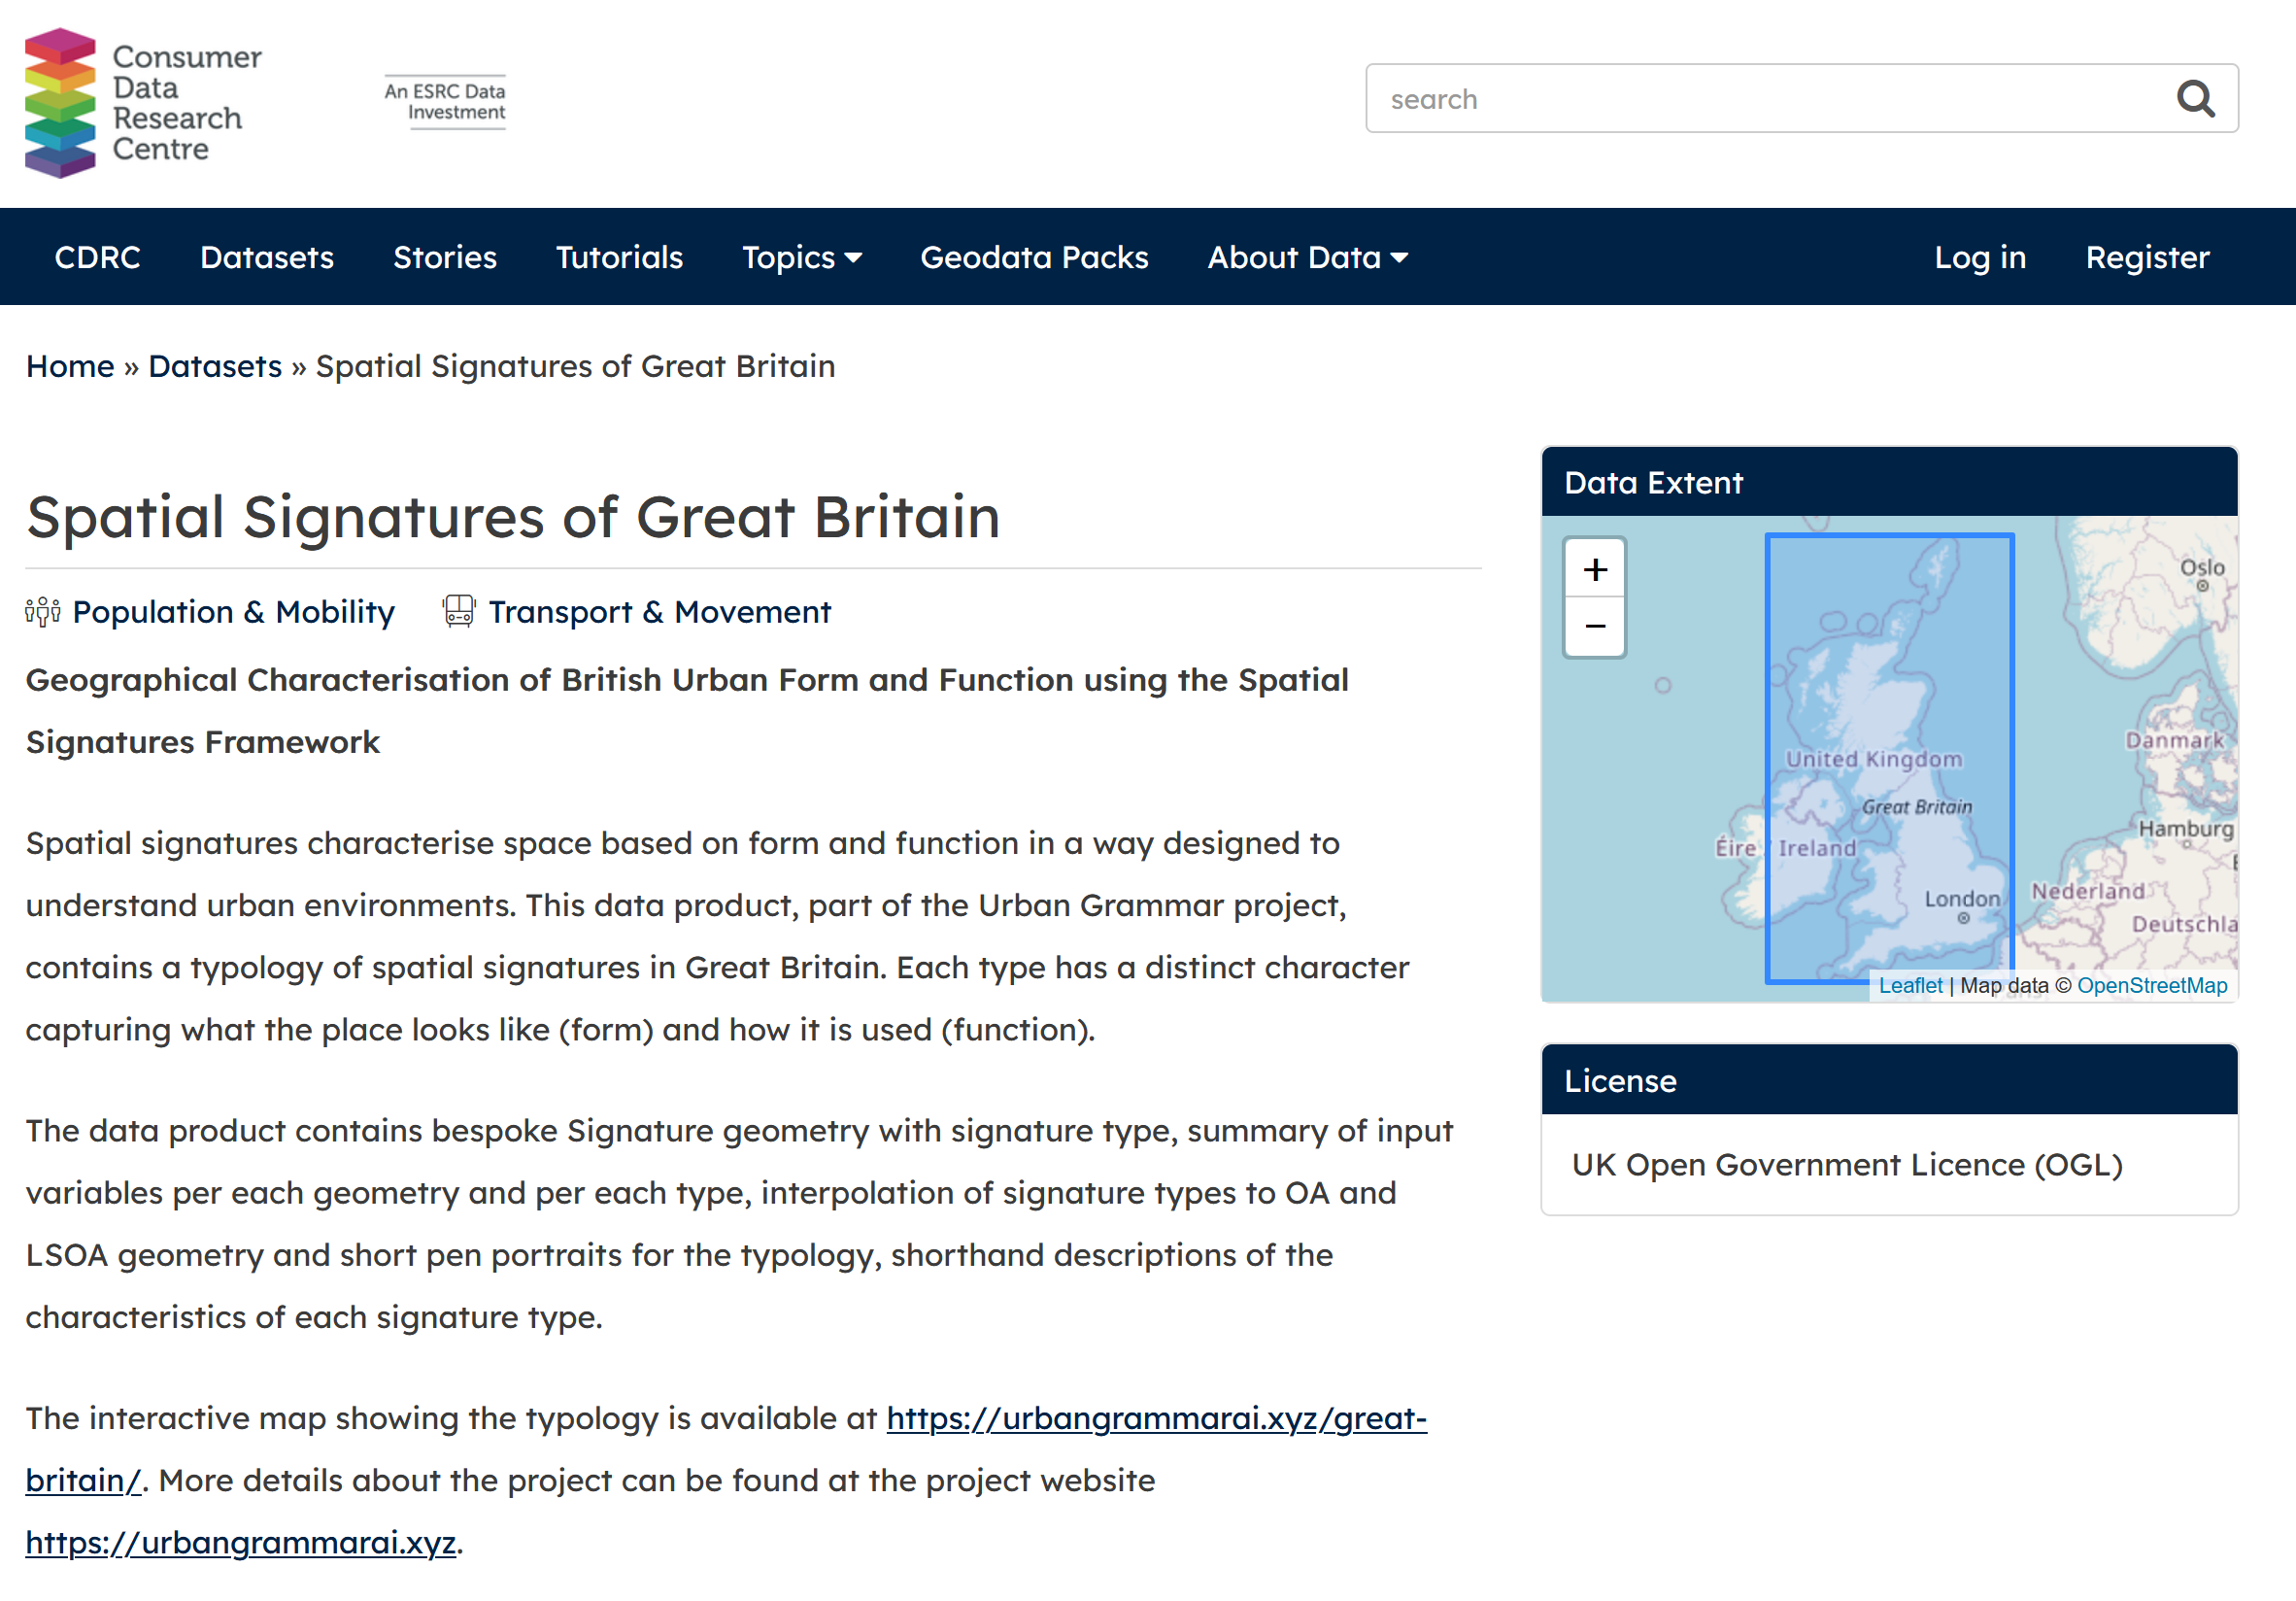 Consumer
Data
Research
Centre
An ESRC Data
Investment
search
CDRC Datasets Stories Tutorials Topics Geodata Packs About Data Log in Register
Home » Datasets » Spatial Signatures of Great Britain
Spatial Signatures of Great Britain
Population & Mobility Transport & Movement
Geographical Characterisation of British Urban Form and Function using the Spatial
Signatures Framework
Spatial signatures characterise space based on form and function in a way designed to
understand urban environments. This data product, part of the Urban Grammar project,
contains a typology of spatial signatures in Great Britain. Each type has a distinct character
capturing what the place looks like (form) and how it is used (function).
The data product contains bespoke Signature geometry with signature type, summary of input
variables per each geometry and per each type, interpolation of signature types to OA and
LSOA geometry and short pen portraits for the typology, shorthand descriptions of the
characteristics of each signature type.
The interactive map showing the typology is available at https://urbangrammarai.xyz/great-
britain/. More details about the project can be found at the project website
https://urbangrammarai.xyz.
Data Extent
+
−
Oslo
Danmark
United Kingdom
Great Britain
Hamburg
Éire / Ireland
Nederland
London
Deutschla
Leaflet | Map data © OpenStreetMap
License
UK Open Government Licence (OGL)